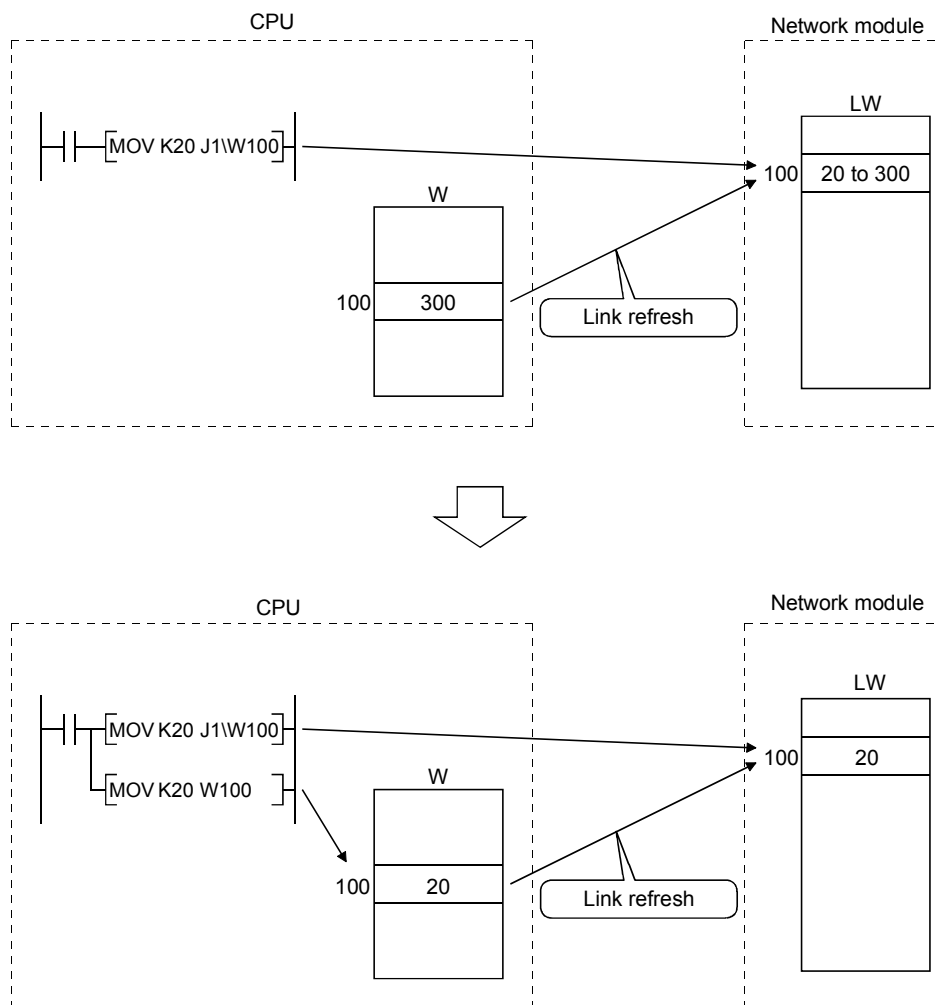 CPU
Network module
LW
MOV K20 J1\W100
100 20 to 300
W
100 300
Link refresh
CPU
Network module
LW
MOV K20 J1\W100
100 20
MOV K20 W100
W
100 20
Link refresh